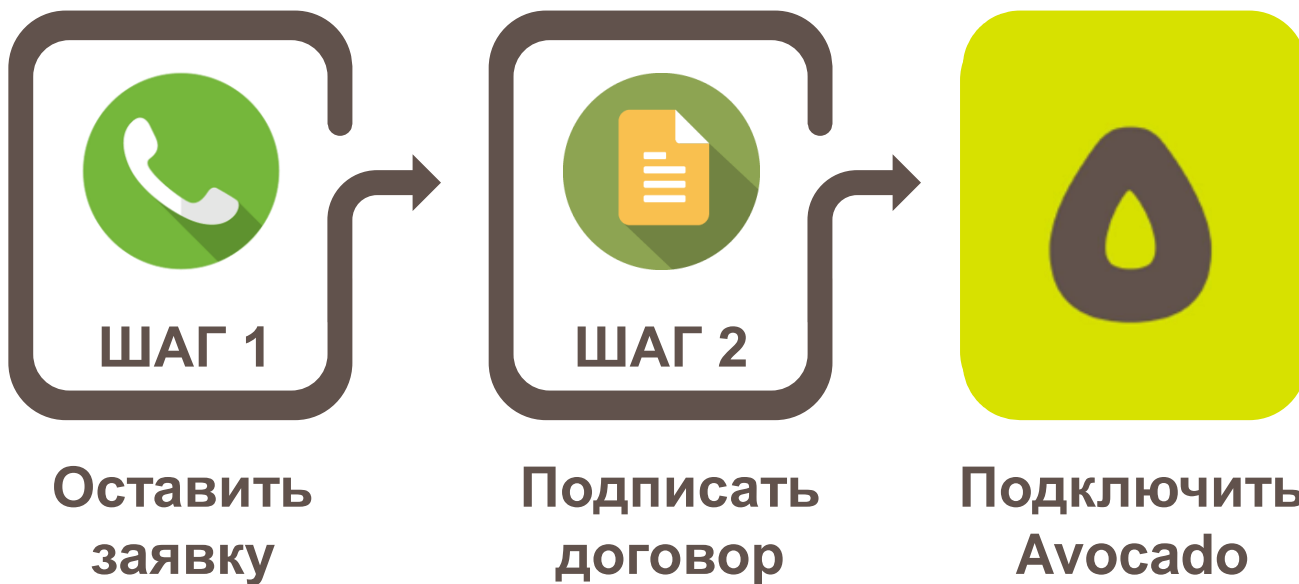 ШАГ 1
ШАГ 2
Оставить
заявку
Подписать
договор
Подключить
Avocado